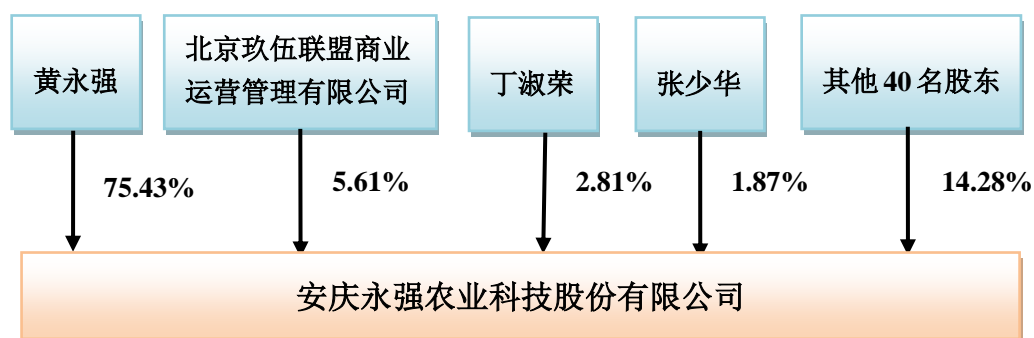 黄永强
北京玖伍联盟商业
运营管理有限公司
丁淑荣
张少华
其他 40 名股东
75.43%
5.61%
2.81%
1.87%
14.28%
安庆永强农业科技股份有限公司